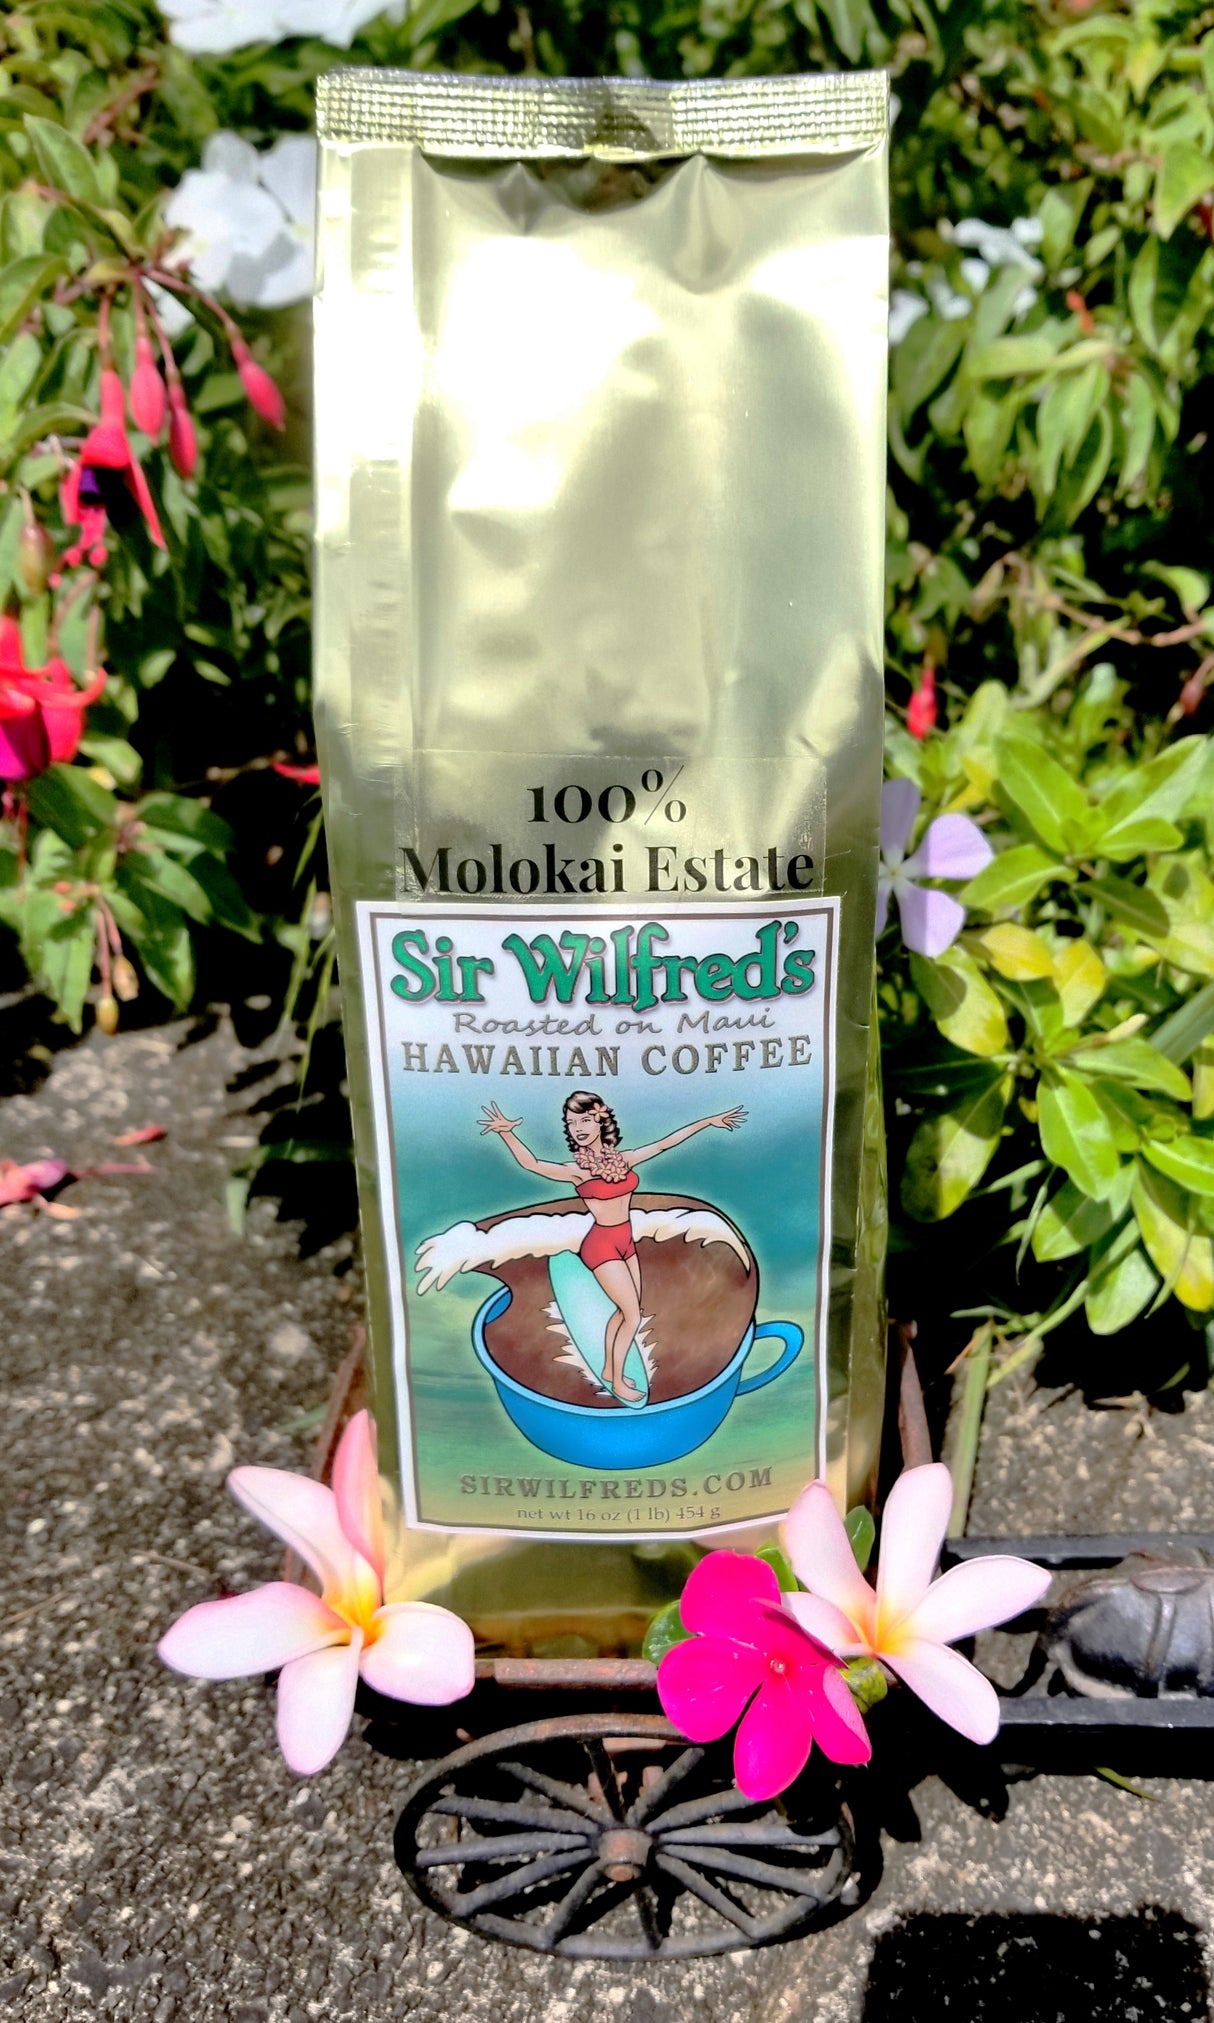 100%
Molokai Estate
Sir Wilfred's
Roasted on Maui
HAWAIIAN COFFEE
SIRWILFREDS.COM
net wt 16 oz (1 lb) 454 g